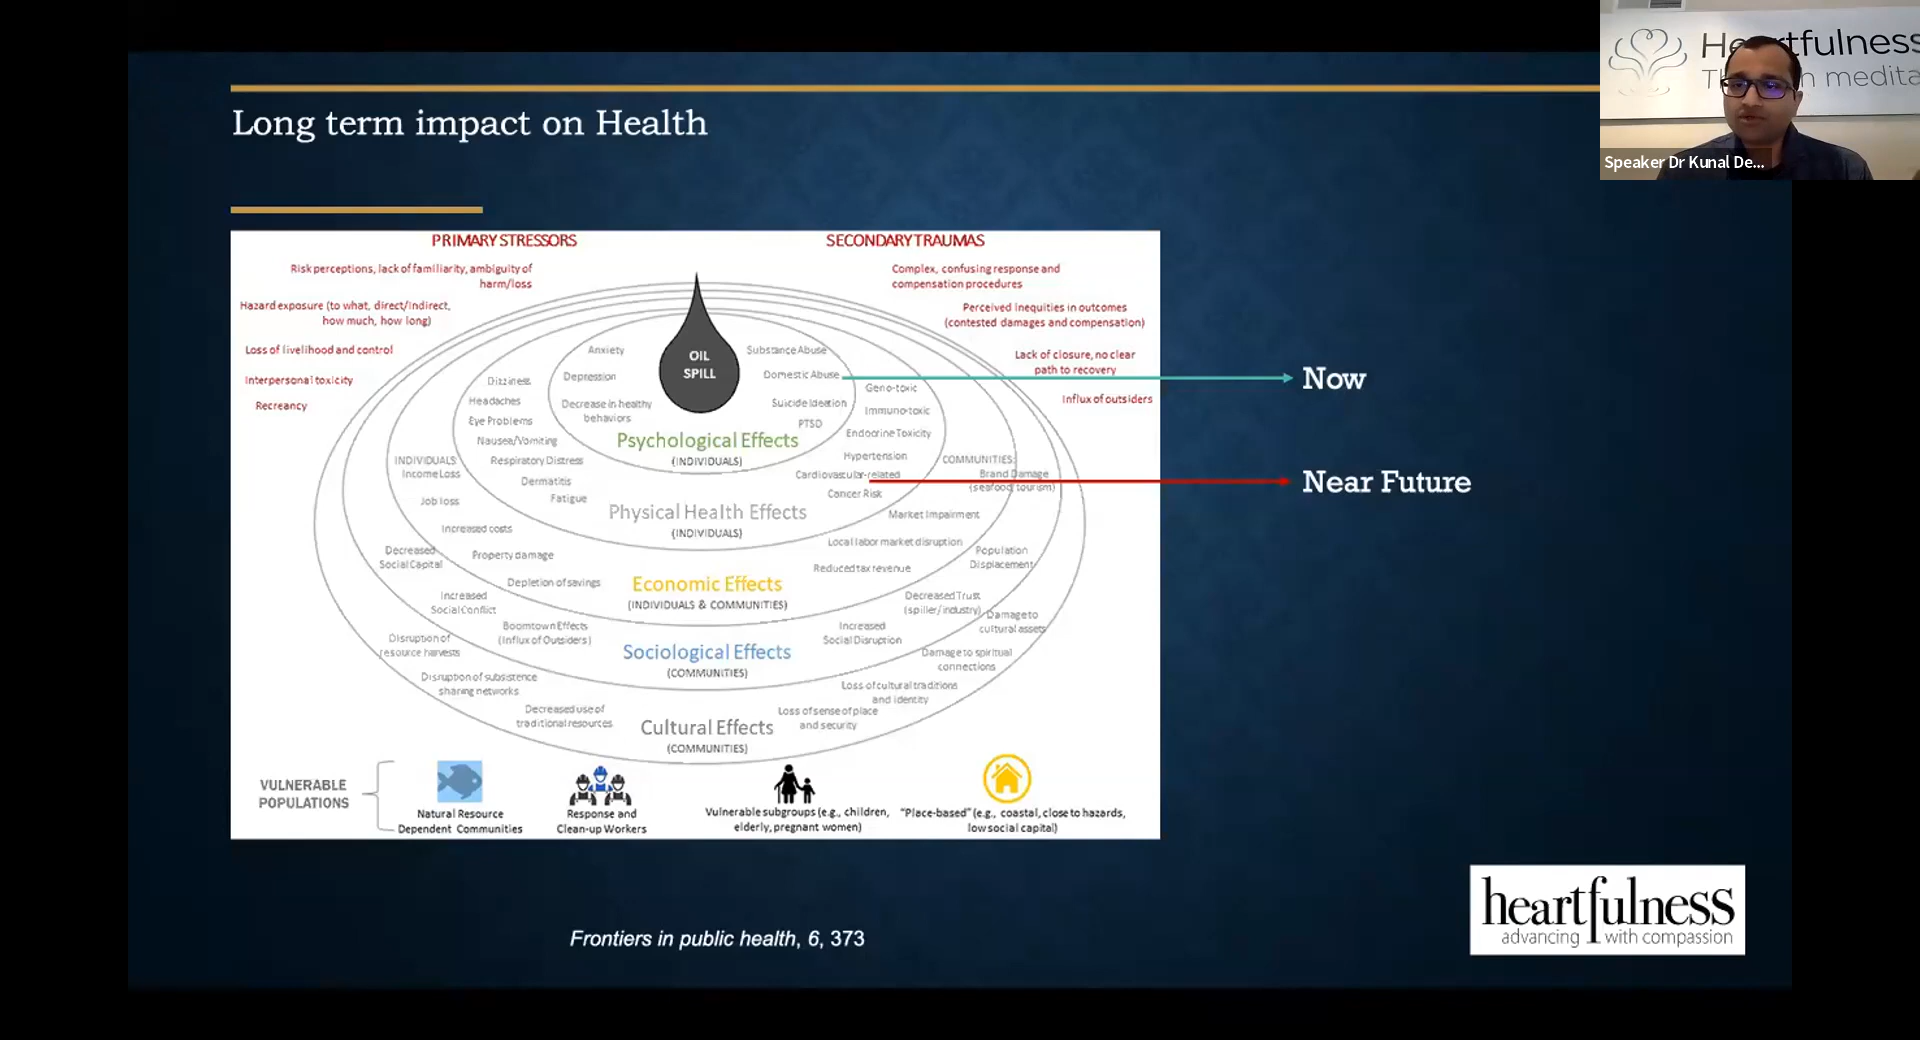 Long term impact on Health
Heartfulness
medita
Speaker Dr Kunal De...
PRIMARY STRESSORS
Risk perceptions, lack of familiarity, ambiguity of
harm/loss
Hazard exposure (to what, direct/indirect,
how much, how long)
Loss of livelihood and control
Interpersonal toxicity
Recreancy
SECONDARY TRAUMAS
Complex, confusing response and
compensation procedures
Perceived inequities in outcomes
(contested damages and compensation)
Lack of closure, no clear
path to recovery
Influx of outsiders
OIL
SPILL
Anxiety
Depression
Decrease in healthy
behaviors
Substance Abuse
Domestic Abuse
Suicide Ideation
PTSD
Psychological Effects
(INDIVIDUALS)
Dizziness
Headaches
Eye Problems
Nausea/Vomiting
Respiratory Distress
Dermatitis
Fatigue
Geno-toxic
Immuno-toxic
Endocrine Toxicity
Hypertension
Cardiovascular-related
Cancer Risk
Physical Health Effects
(INDIVIDUALS)
INDIVIDUALS:
Income Loss
Job loss
Increased costs
Property damage
Depletion of savings
COMMUNITIES:
Brand Damage
(seafood, tourism)
Market Impairment
Local labor market disruption
Reduced tax revenue
Economic Effects
(INDIVIDUALS & COMMUNITIES)
Decreased
Social Capital
Increased
Social Conflict
Boomtown Effects
(Influx of Outsiders)
Population
Displacement
Decreased Trust
(spiller/industry)
Increased
Social Disruption
Sociological Effects
(COMMUNITIES)
Disruption of
resource harvests
Disruption of subsistence
sharing networks
Decreased use of
traditional resources
Damage to
cultural assets
Damage to spiritual
connections
Loss of cultural traditions
and identity
Loss of sense of place
and security
Cultural Effects
(COMMUNITIES)
Now
Near Future
VULNERABLE
POPULATIONS
Natural Resource
Dependent Communities
Response and
Clean-up Workers
Vulnerable subgroups (e.g., children,
elderly, pregnant women)
"Place-based" (e.g., coastal, close to hazards,
low social capital)
Frontiers in public health, 6, 373
heartfulness
advancing with compassion